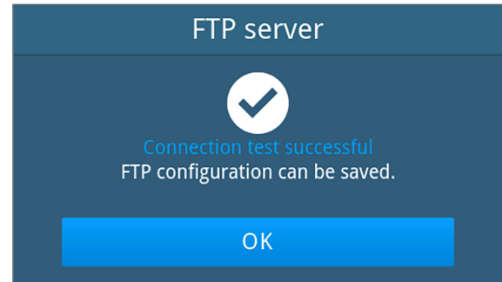 FTP server
Connection test successful
FTP configuration can be saved.
OK